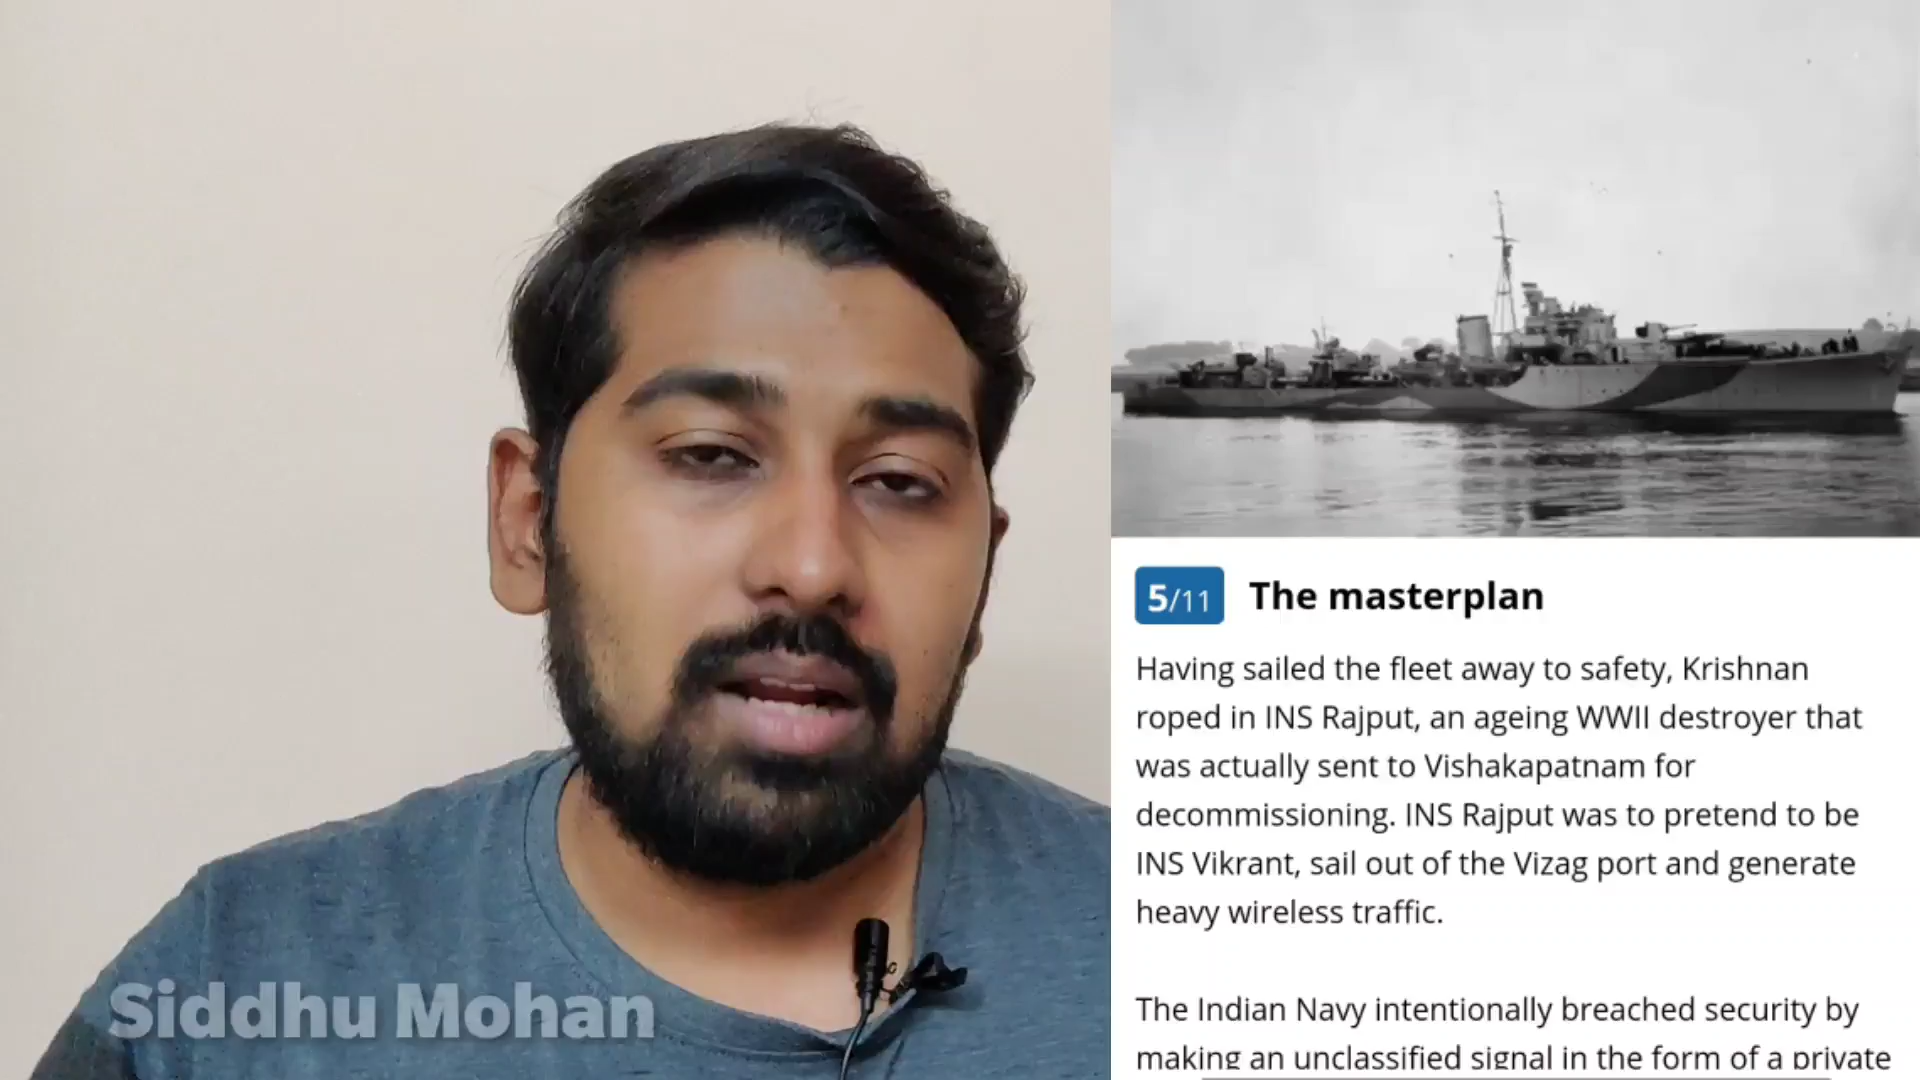 Siddhu Mohan
5/11 The masterplan
Having sailed the fleet away to safety, Krishnan
roped in INS Rajput, an ageing WWII destroyer that
was actually sent to Vishakapatnam for
decommissioning. INS Rajput was to pretend to be
INS Vikrant, sail out of the Vizag port and generate
heavy wireless traffic.
The Indian Navy intentionally breached security by
making an unclassified signal in the form of a private